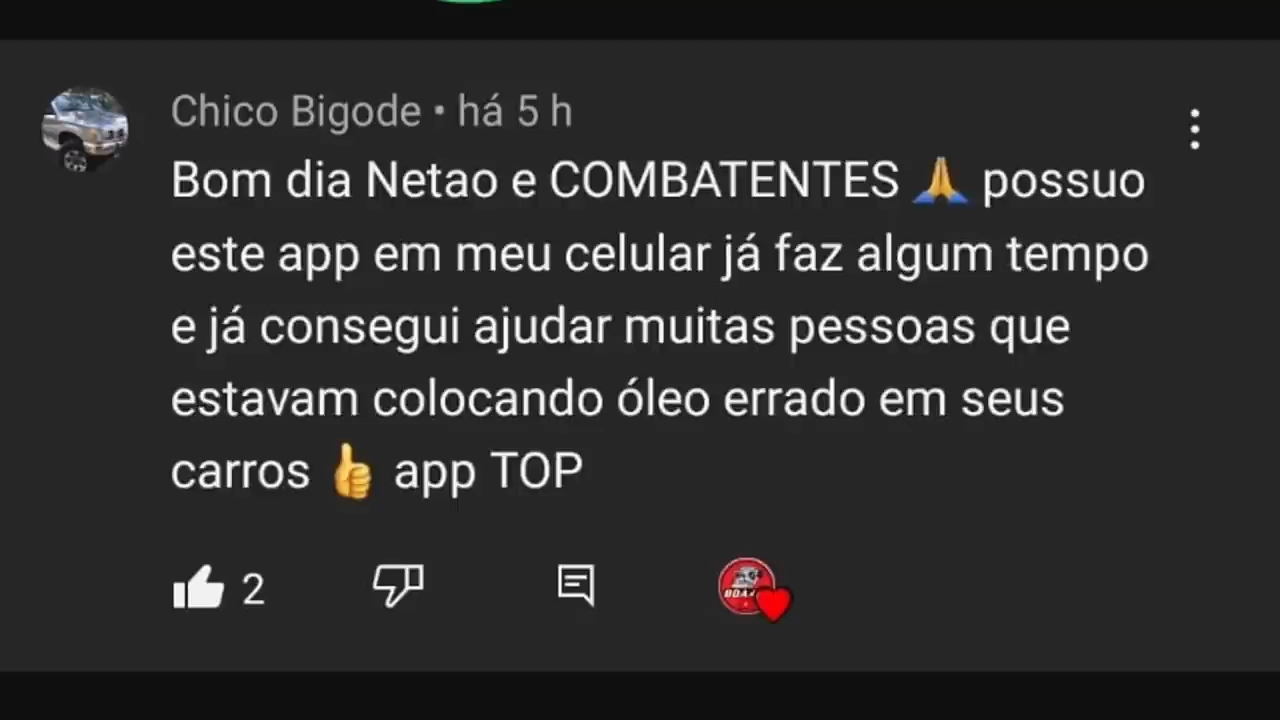 Chico Bigode • há 5 h
Bom dia Netao e COMBATENTES 🙏 possuo
este app em meu celular já faz algum tempo
e já consegui ajudar muitas pessoas que
estavam colocando óleo errado em seus
carros 👍 app TOP
2